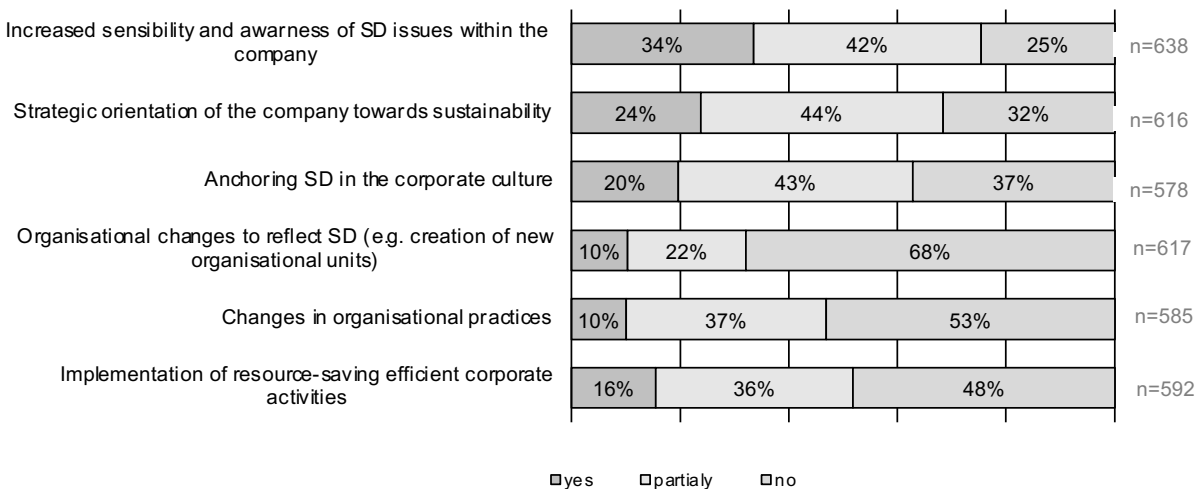 Increased sensibility and awarness of SD issues within the
company
34% 42% 25% n=638
Strategic orientation of the company towards sustainability
24% 44% 32% n=616
Anchoring SD in the corporate culture
20% 43% 37% n=578
Organisational changes to reflect SD (e.g. creation of new
organisational units)
10% 22% 68% n=617
Changes in organisational practices
10% 37% 53% n=585
Implementation of resource-saving efficient corporate
activities
16% 36% 48% n=592
yes partialy no